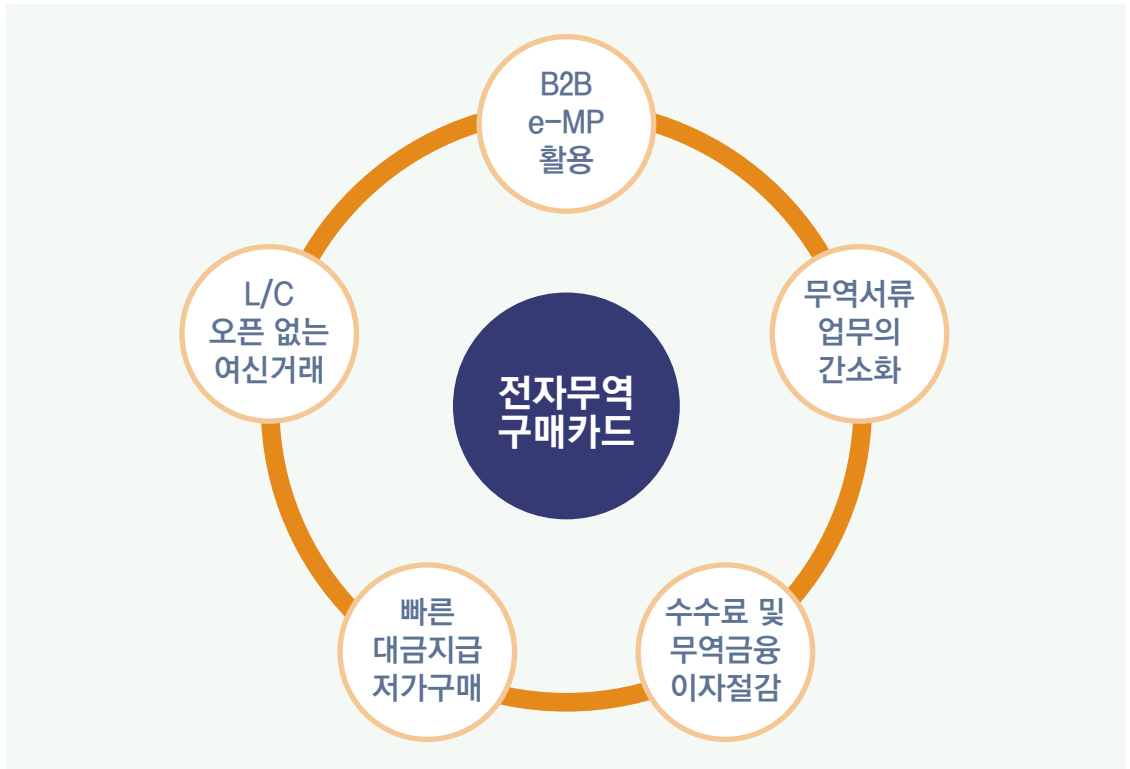 B2B
e-MP
활용
L/C
오픈 없는
여신거래
무역서류
업무의
간소화
전자무역
구매카드
빠른
대금지급
저가구매
수수료 및
무역금융
이자절감